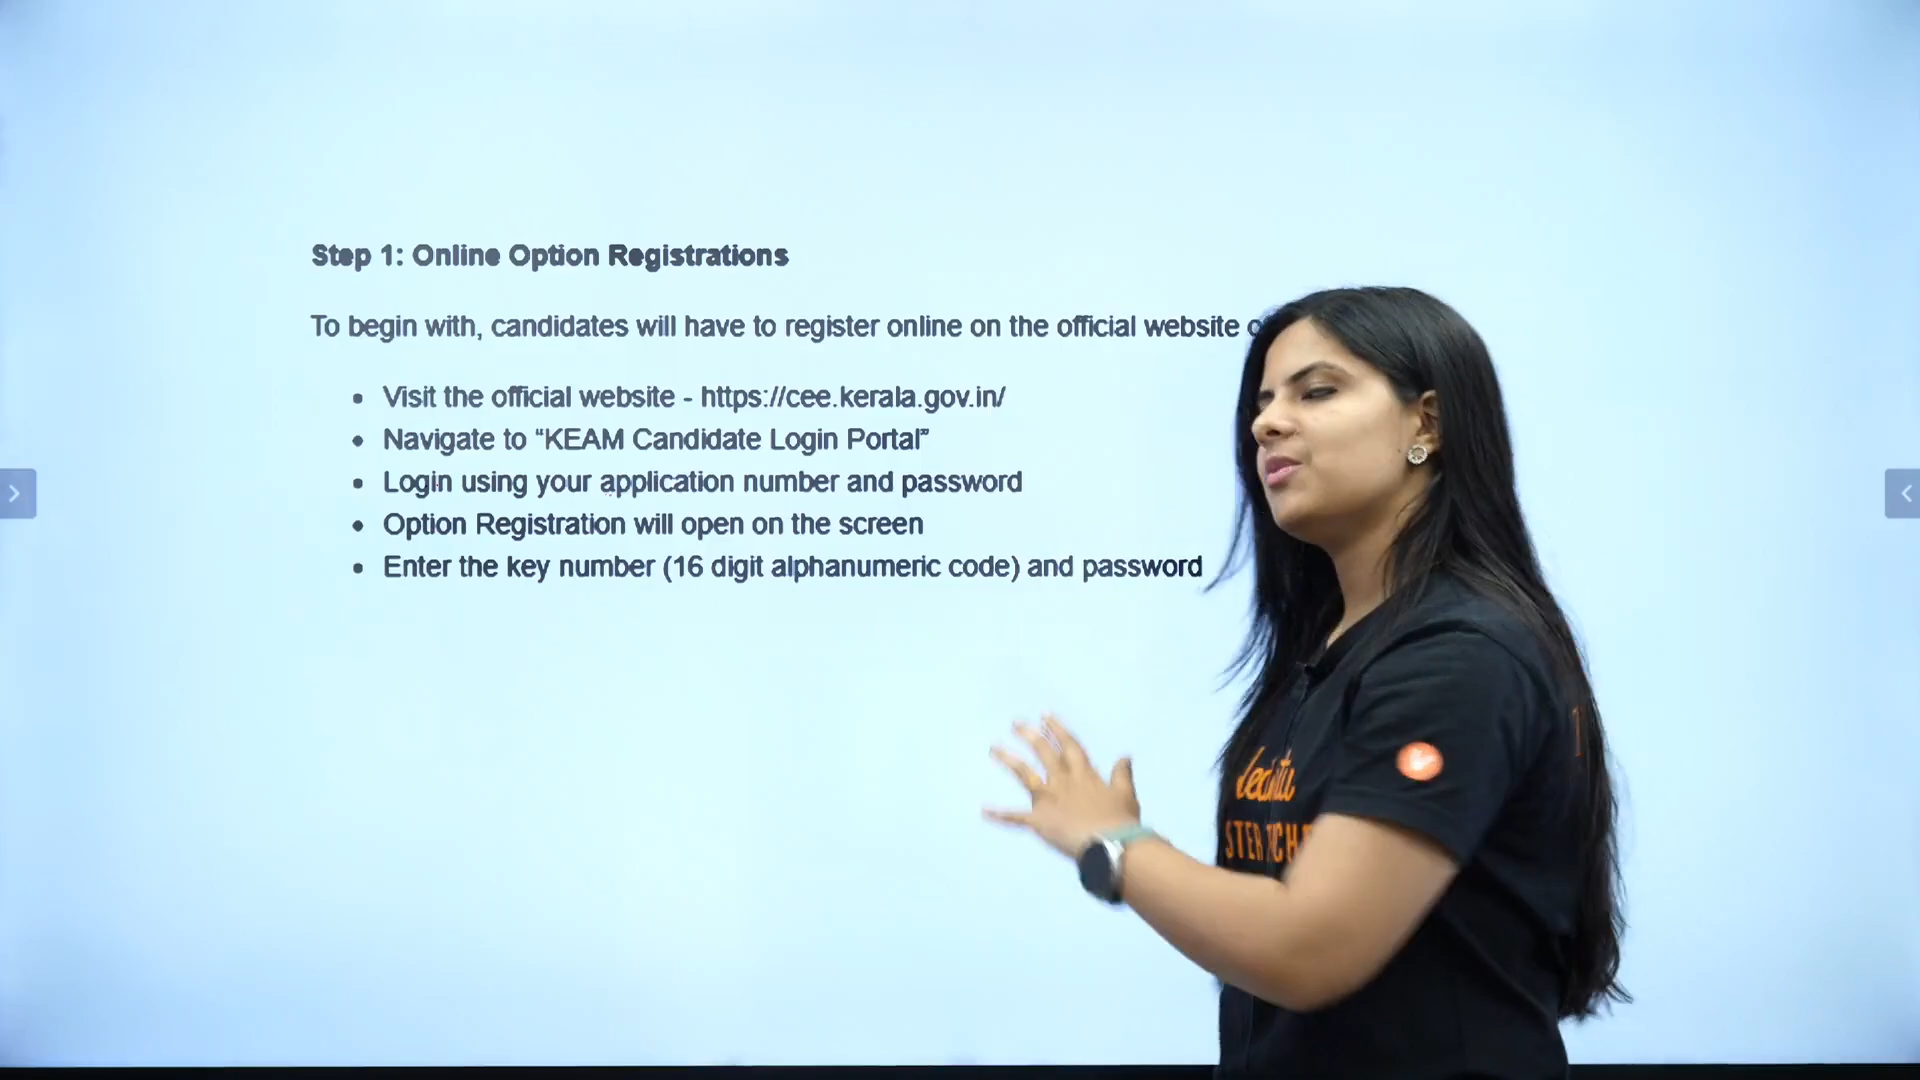 Step 1: Online Option Registrations
To begin with, candidates will have to register online on the official website
• Visit the official website - https://cee.kerala.gov.in/
• Navigate to “KEAM Candidate Login Portal”
• Login using your application number and password
• Option Registration will open on the screen
• Enter the key number (16 digit alphanumeric code) and password